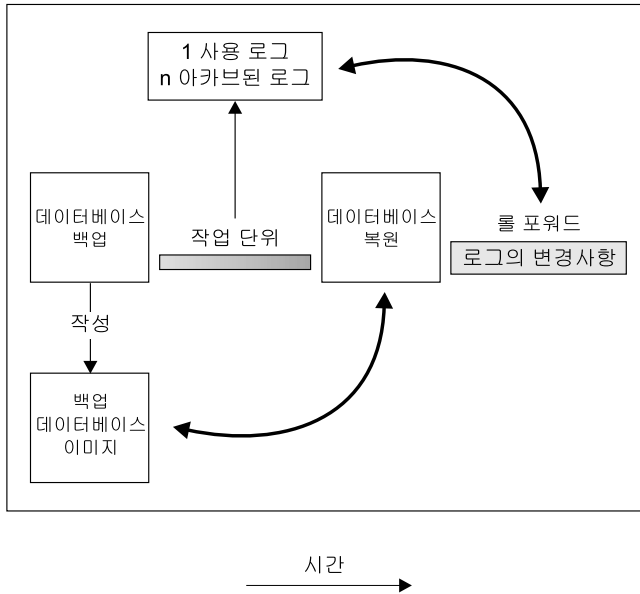 1 사용 로그
n 아카브된 로그
데이터베이스
백업
작업 단위
데이터베이스
복원
롤 포워드
로그의 변경사항
작성
백업
데이터베이스
이미지
시간